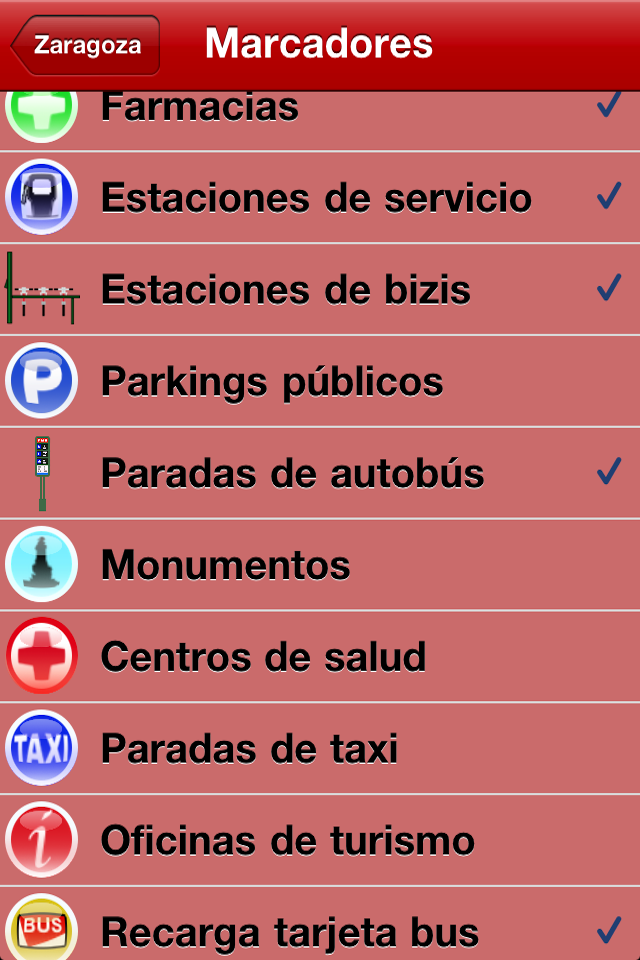 Zaragoza
Marcadores
Farmacias
Estaciones de servicio
Estaciones de bizis
P
Parkings públicos
Paradas de autobús
Monumentos
Centros de salud
TAXI
Paradas de taxi
i
Oficinas de turismo
BUS
Recarga tarjeta bus